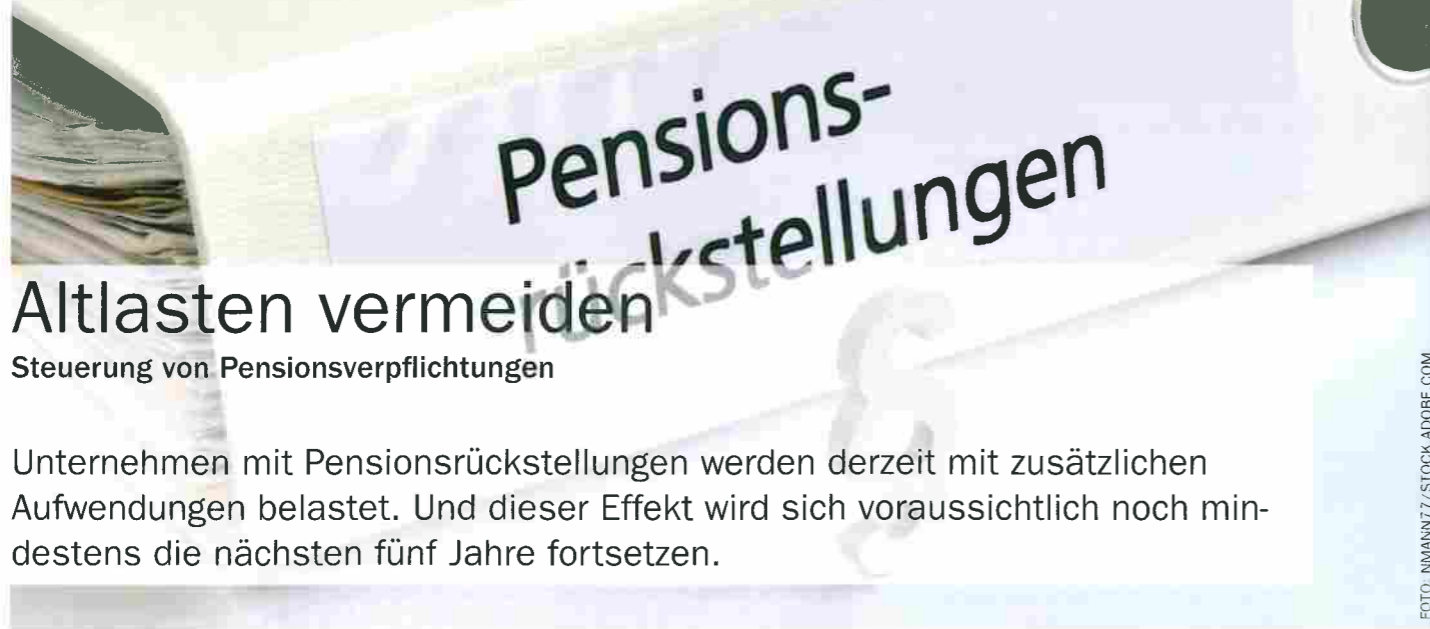 Pensions-
rückstellungen
Altlasten vermeiden
Steuerung von Pensionsverpflichtungen
Unternehmen mit Pensionsrückstellungen werden derzeit mit zusätzlichen
Aufwendungen belastet. Und dieser Effekt wird sich voraussichtlich noch min-
destens die nächsten fünf Jahre fortsetzen.
FOTO: NMANN77/STOCK.ADOBE.COM